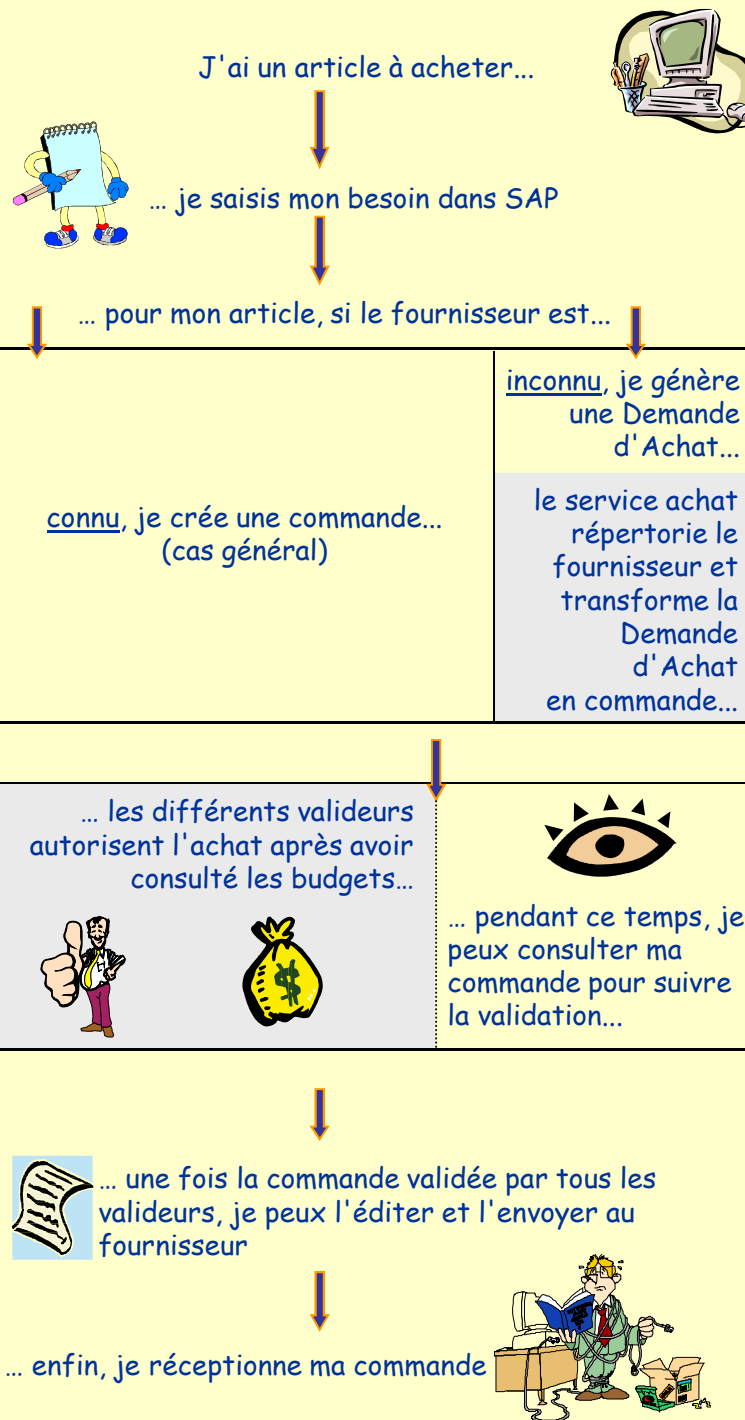 J'ai un article à acheter...
… je saisis mon besoin dans SAP
… pour mon article, si le fournisseur est...
inconnu, je génère
une Demande
d'Achat...
connu, je crée une commande...
(cas général)
le service achat
répertorie le
fournisseur et
transforme la
Demande
d'Achat
en commande...
… les différents valideurs
autorisent l'achat après avoir
consulté les budgets…
… pendant ce temps, je
peux consulter ma
commande pour suivre
la validation...
… une fois la commande validée par tous les
valideurs, je peux l'éditer et l'envoyer au
fournisseur
… enfin, je réceptionne ma commande